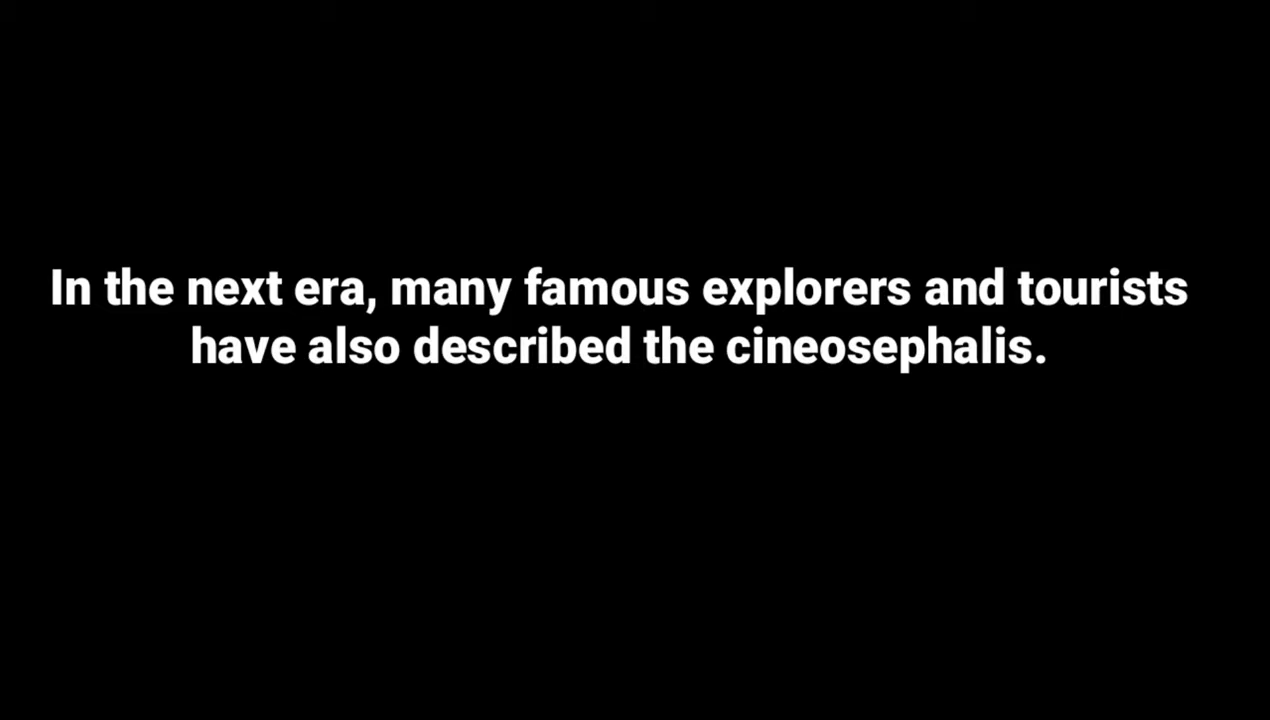 In the next era, many famous explorers and tourists
have also described the cineosephalis.